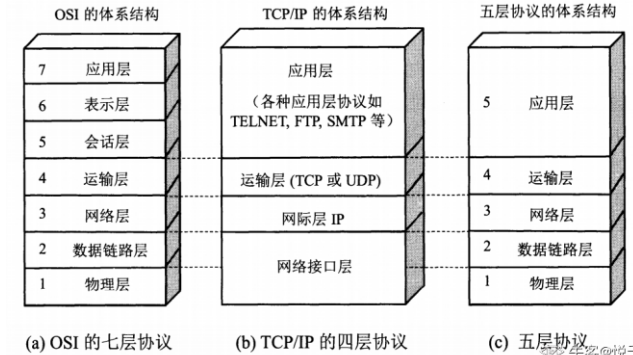 OSI 的体系结构
7 应用层
6 表示层
5 会话层
4 运输层
3 网络层
2 数据链路层
1 物理层
(a) OSI 的七层协议
TCP/IP 的体系结构
应用层
（各种应用层协议如
TELNET, FTP, SMTP 等）
运输层 (TCP 或 UDP)
网际层 IP
网络接口层
(b) TCP/IP 的四层协议
五层协议的体系结构
5 应用层
4 运输层
3 网络层
2 数据链路层
1 物理层
(c) 五层协议